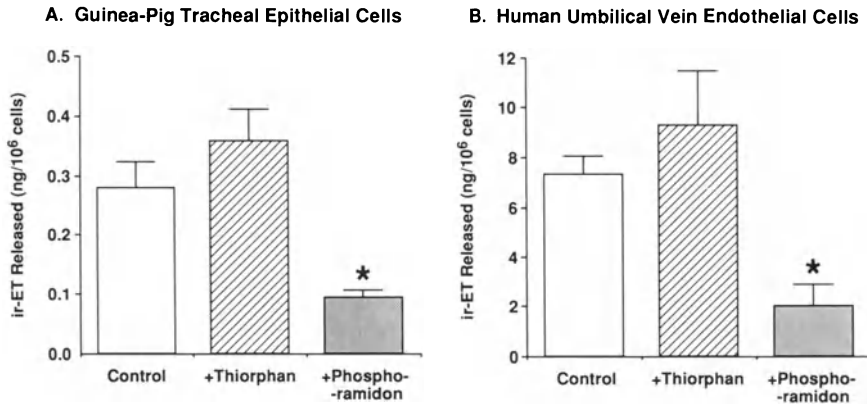 A. Guinea-Pig Tracheal Epithelial Cells
ir-ET Released (ng/10⁶ cells)
0.5
0.4
0.3
0.2
0.1
0.0
*
Control
+Thiorphan
+Phospho-
-ramidon
B. Human Umbilical Vein Endothelial Cells
ir-ET Released (ng/10⁶ cells)
12
10
8
6
4
2
0
*
Control
+Thiorphan
+Phospho-
-ramidon